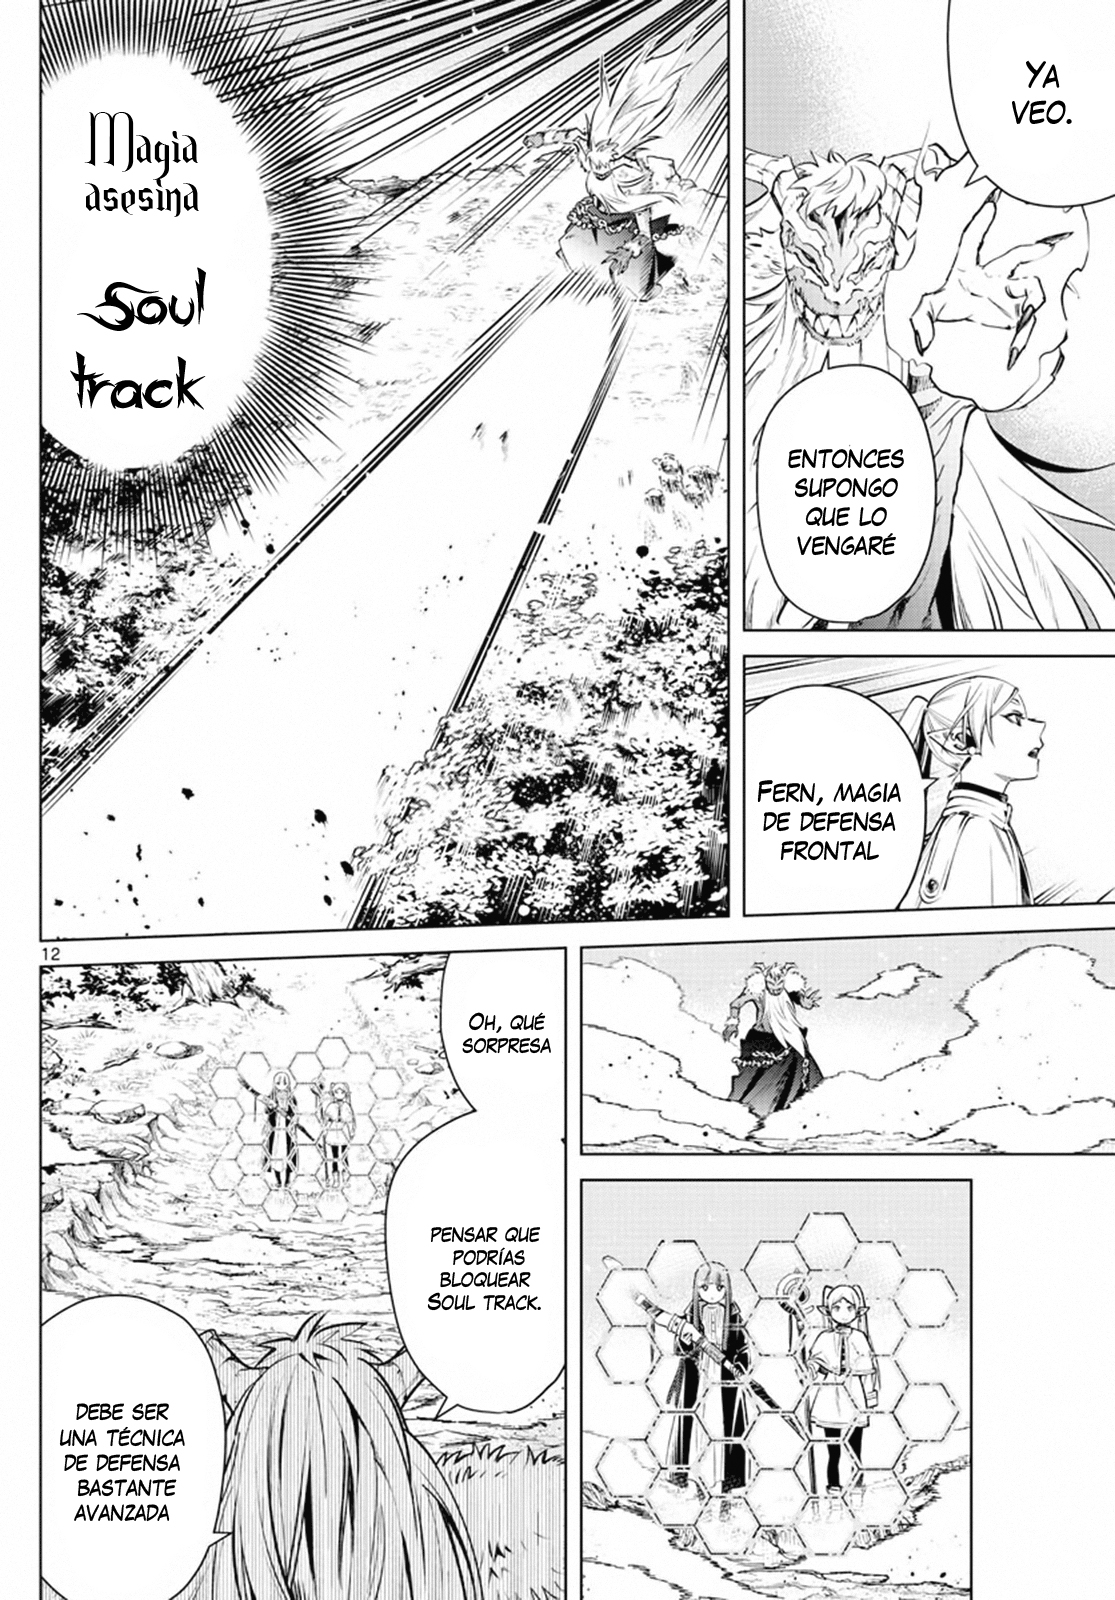 YA
VEO.
ENTONCES
SUPONGO
QUE LO
VENGARÉ
FERN, MAGIA
DE DEFENSA
FRONTAL
Magia
asesina
Soul
track
12
OH, QUÉ
SORPRESA
PENSAR QUE
PODRÍAS
BLOQUEAR
SOUL TRACK.
DEBE SER
UNA TÉCNICA
DE DEFENSA
BASTANTE
AVANZADA